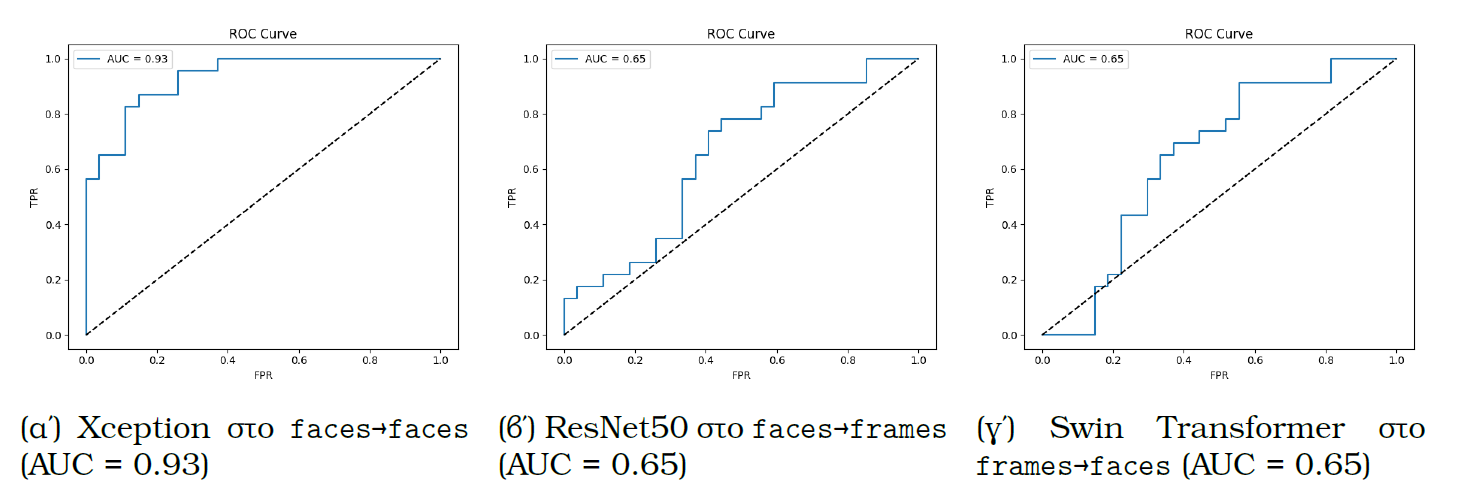 ROC Curve
AUC = 0.93
1.0
0.8
0.6
0.4
0.2
0.0
TPR
0.0 0.2 0.4 0.6 0.8 1.0
FPR
(α΄) Xception στο faces→faces
(AUC = 0.93)
ROC Curve
AUC = 0.65
1.0
0.8
0.6
0.4
0.2
0.0
TPR
0.0 0.2 0.4 0.6 0.8 1.0
FPR
(β΄) ResNet50 στο faces→frames
(AUC = 0.65)
ROC Curve
AUC = 0.65
1.0
0.8
0.6
0.4
0.2
0.0
TPR
0.0 0.2 0.4 0.6 0.8 1.0
FPR
(γ΄) Swin Transformer στο
frames→faces (AUC = 0.65)